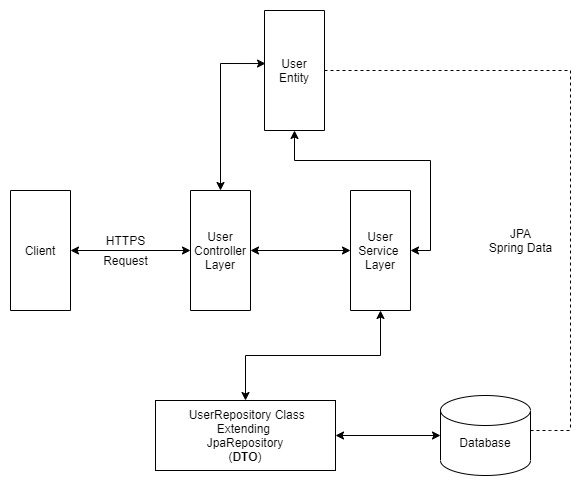 User
Entity
Client
HTTPS
Request
User
Controller
Layer
User
Service
Layer
JPA
Spring Data
UserRepository Class
Extending
JpaRepository
(DTO)
Database